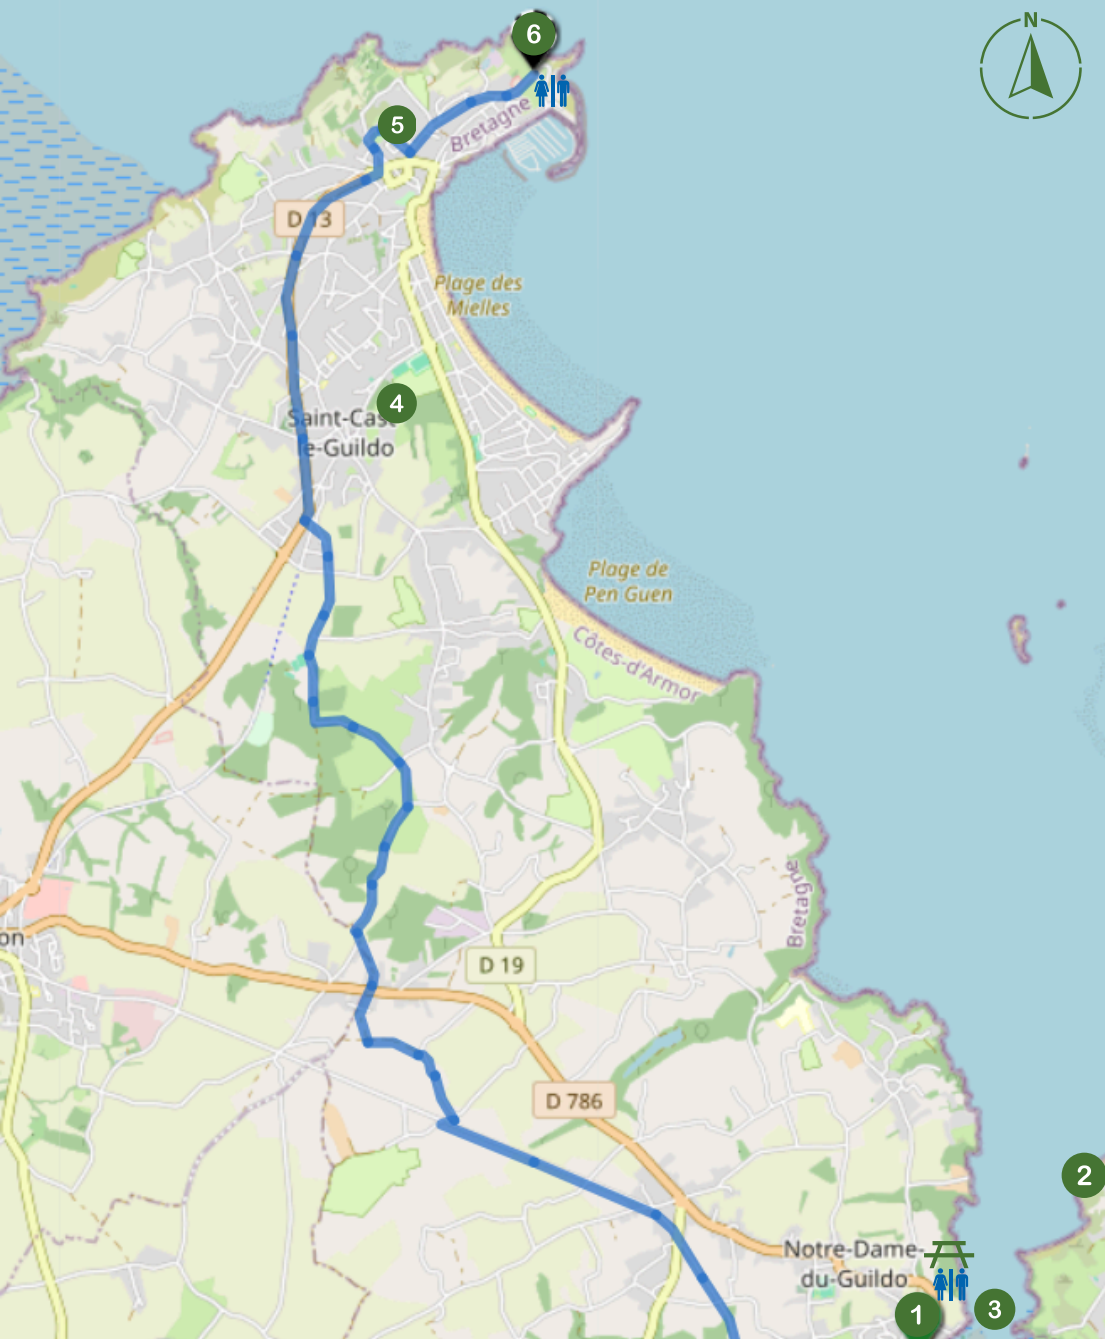 N
6
Bretagne
5
D 13
Plage des
Mielles
4
Saint-Cast
le-Guildo
Plage de
Pen Guen
Côtes-d'Armor
Bretagne
on
D 19
D 786
2
Notre-Dame-
du-Guildo
1
3